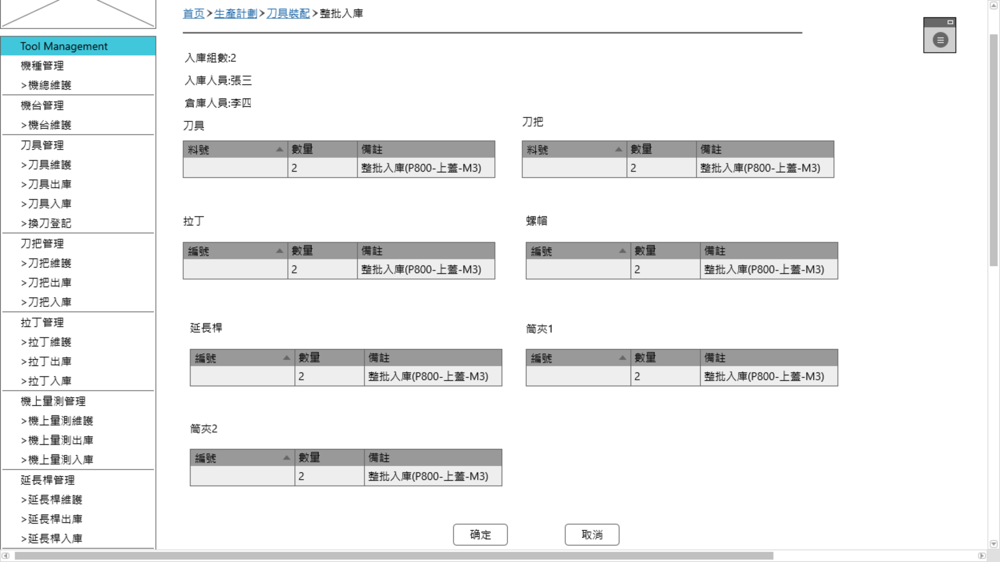 首页>生產計劃>刀具裝配>整批入庫
Tool Management
機種管理
>機總維護
機台管理
>機台維護
刀具管理
>刀具維護
>刀具出庫
>刀具入庫
>換刀登記
刀把管理
>刀把維護
>刀把出庫
>刀把入庫
拉丁管理
>拉丁維護
>拉丁出庫
>拉丁入庫
機上量測管理
>機上量測維護
>機上量測出庫
>機上量測入庫
延長桿管理
>延長桿維護
>延長桿出庫
>延長桿入庫
入庫組數:2
入庫人員:張三
倉庫人員:李四
刀具
料號 數量 備註
2 整批入庫(P800-上蓋-M3)
刀把
料號 數量 備註
2 整批入庫(P800-上蓋-M3)
拉丁
編號 數量 備註
2 整批入庫(P800-上蓋-M3)
螺帽
編號 數量 備註
2 整批入庫(P800-上蓋-M3)
延長桿
編號 數量 備註
2 整批入庫(P800-上蓋-M3)
筒夾1
編號 數量 備註
2 整批入庫(P800-上蓋-M3)
筒夾2
編號 數量 備註
2 整批入庫(P800-上蓋-M3)
确定
取消